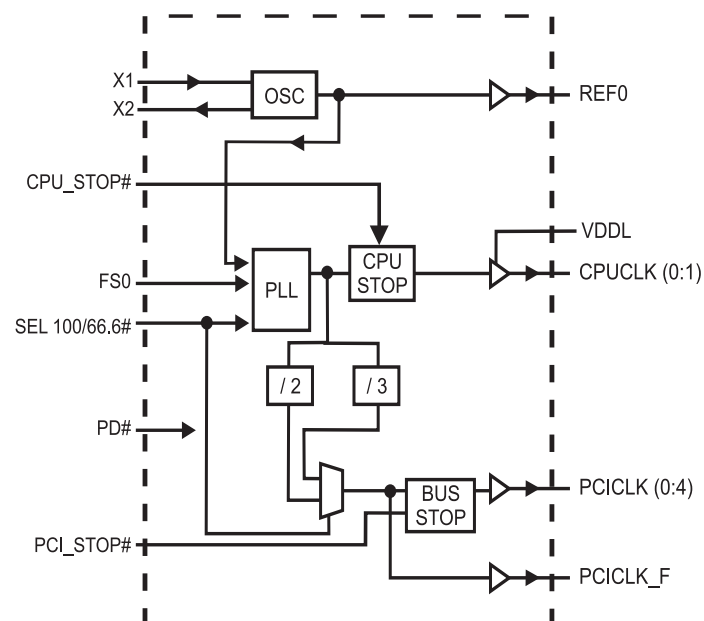 X1
X2
OSC
REF0
CPU_STOP#
VDDL
CPU
STOP
CPUCLK (0:1)
FS0
PLL
SEL 100/66.6#
/ 2
/ 3
PD#
BUS
STOP
PCICLK (0:4)
PCI_STOP#
PCICLK_F